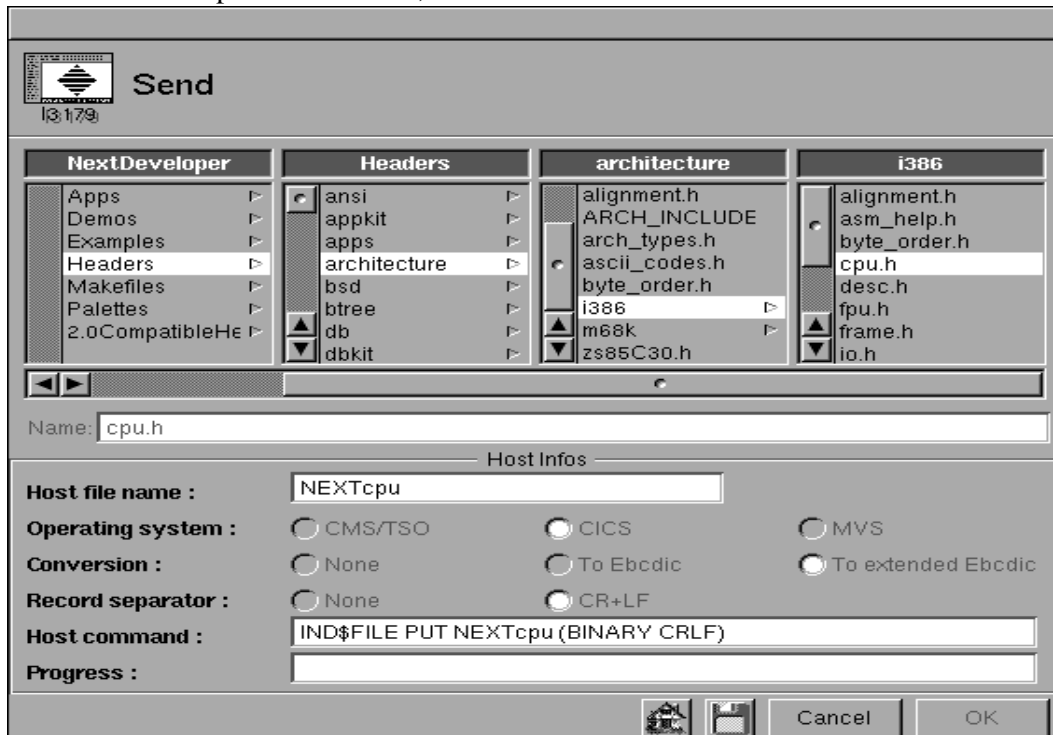 Send
3179
NextDeveloper Headers architecture i386
Apps ansi alignment.h alignment.h
Demos appkit ARCH_INCLUDE asm_help.h
Examples apps arch_types.h byte_order.h
Headers architecture ascii_codes.h cpu.h
Makefiles bsd byte_order.h desc.h
Palettes btree i386 fpu.h
2.0CompatibleHe db m68k frame.h
dbkit zs85C30.h io.h
Name: cpu.h
Host Infos
Host file name : NEXTcpu
Operating system : CMS/TSO CICS MVS
Conversion : None To Ebcdic To extended Ebcdic
Record separator : None CR+LF
Host command : IND$FILE PUT NEXTcpu (BINARY CRLF)
Progress :
Cancel OK